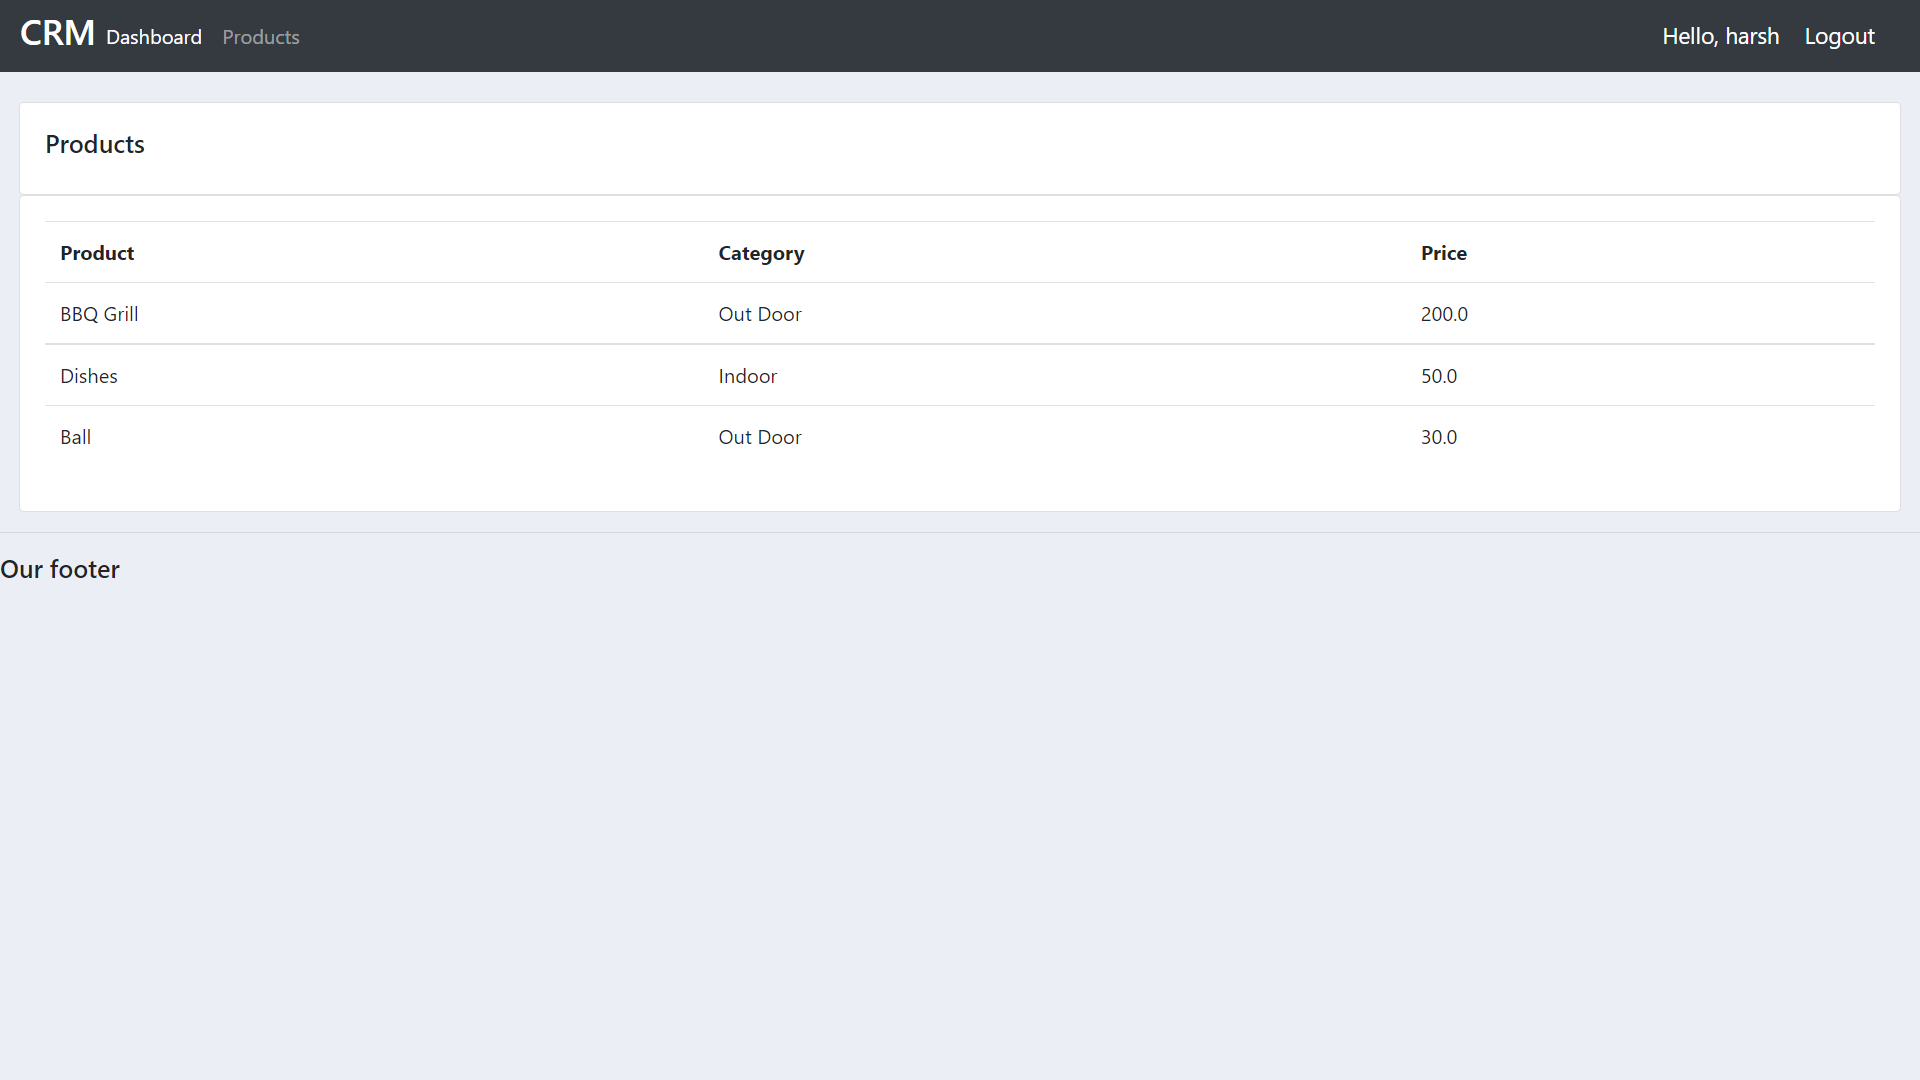 CRM Dashboard Products Hello, harsh Logout
Products
Product Category Price
BBQ Grill Out Door 200.0
Dishes Indoor 50.0
Ball Out Door 30.0
Our footer